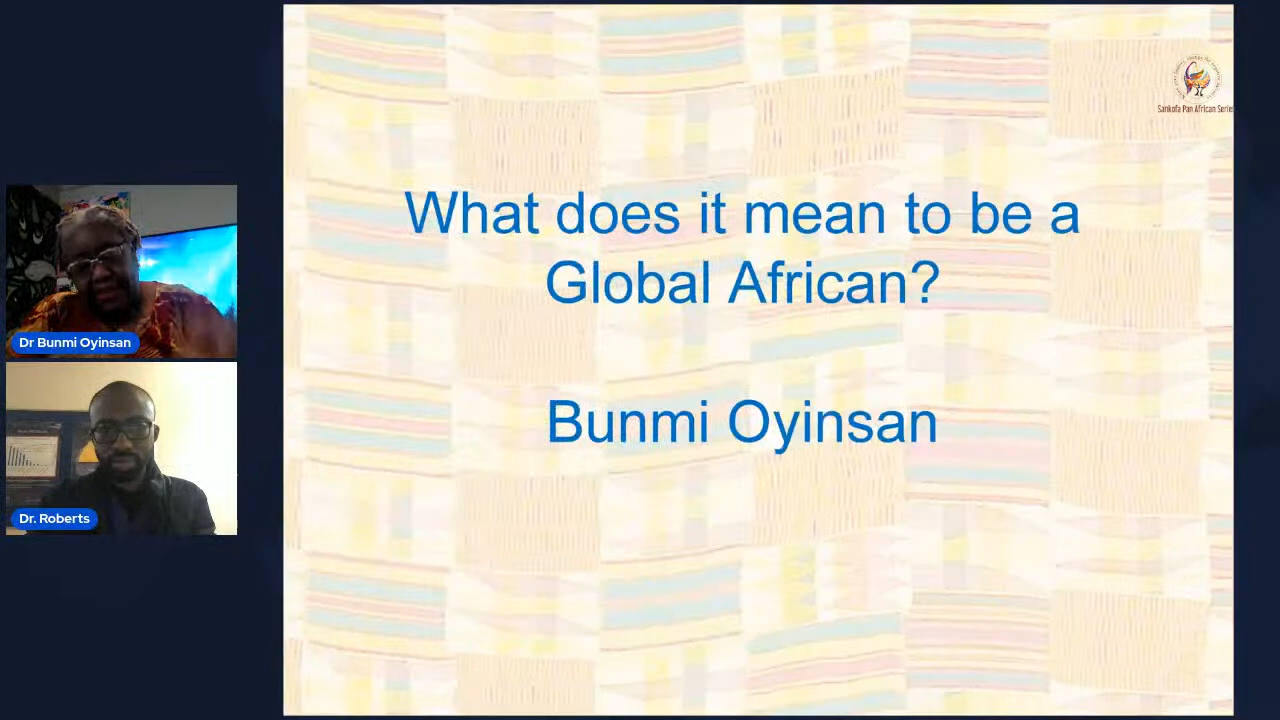 Sankofa Pan African Series
What does it mean to be a
Global African?
Bunmi Oyinsan
Dr Bunmi Oyinsan
Dr. Roberts